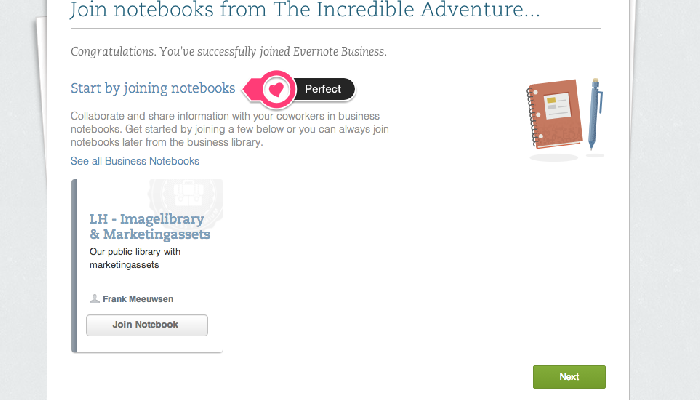 Join notebooks from The Incredible Adventure...
Congratulations. You've successfully joined Evernote Business.
Start by joining notebooks
Perfect
Collaborate and share information with your coworkers in business
notebooks. Get started by joining a few below or you can always join
notebooks later from the business library.
See all Business Notebooks
LH - Imagelibrary
& Marketingassets
Our public library with
marketingassets
Frank Meeuwsen
Join Notebook
Next